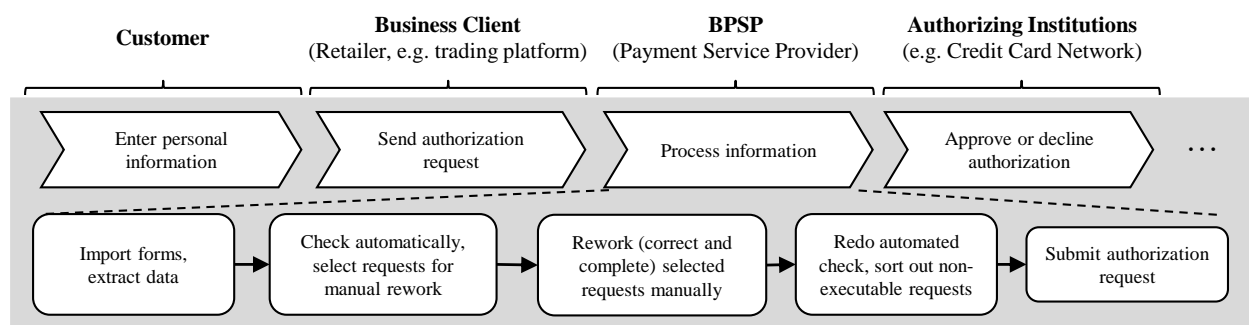 Customer
Business Client
(Retailer, e.g. trading platform)
BPSP
(Payment Service Provider)
Authorizing Institutions
(e.g. Credit Card Network)
Enter personal
information
Send authorization
request
Process information
Approve or decline
authorization
...
Import forms,
extract data
Check automatically,
select requests for
manual rework
Rework (correct and
complete) selected
requests manually
Redo automated
check, sort out non-
executable requests
Submit authorization
request